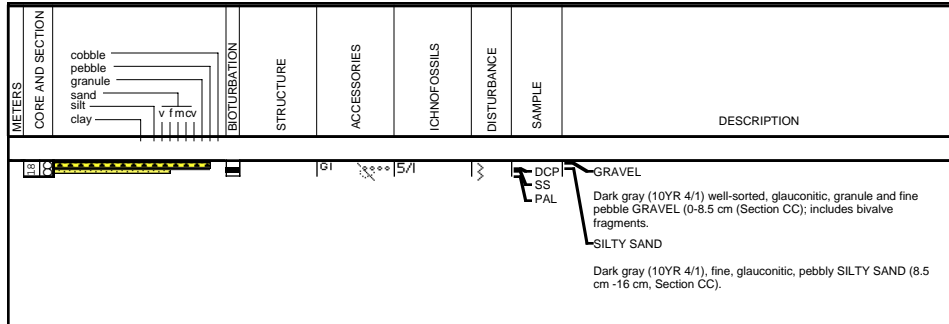 METERS
CORE AND SECTION
cobble
pebble
granule
sand
silt
v f m c v
clay
BIOTURBATION
STRUCTURE
ACCESSORIES
ICHNOFOSSILS
DISTURBANCE
SAMPLE
DESCRIPTION
18
CC
5/1
DCP
SS
PAL
GRAVEL
Dark gray (10YR 4/1) well-sorted, glauconitic, granule and fine
pebble GRAVEL (0-8.5 cm (Section CC); includes bivalve
fragments.
SILTY SAND
Dark gray (10YR 4/1), fine, glauconitic, pebbly SILTY SAND (8.5
cm -16 cm, Section CC).